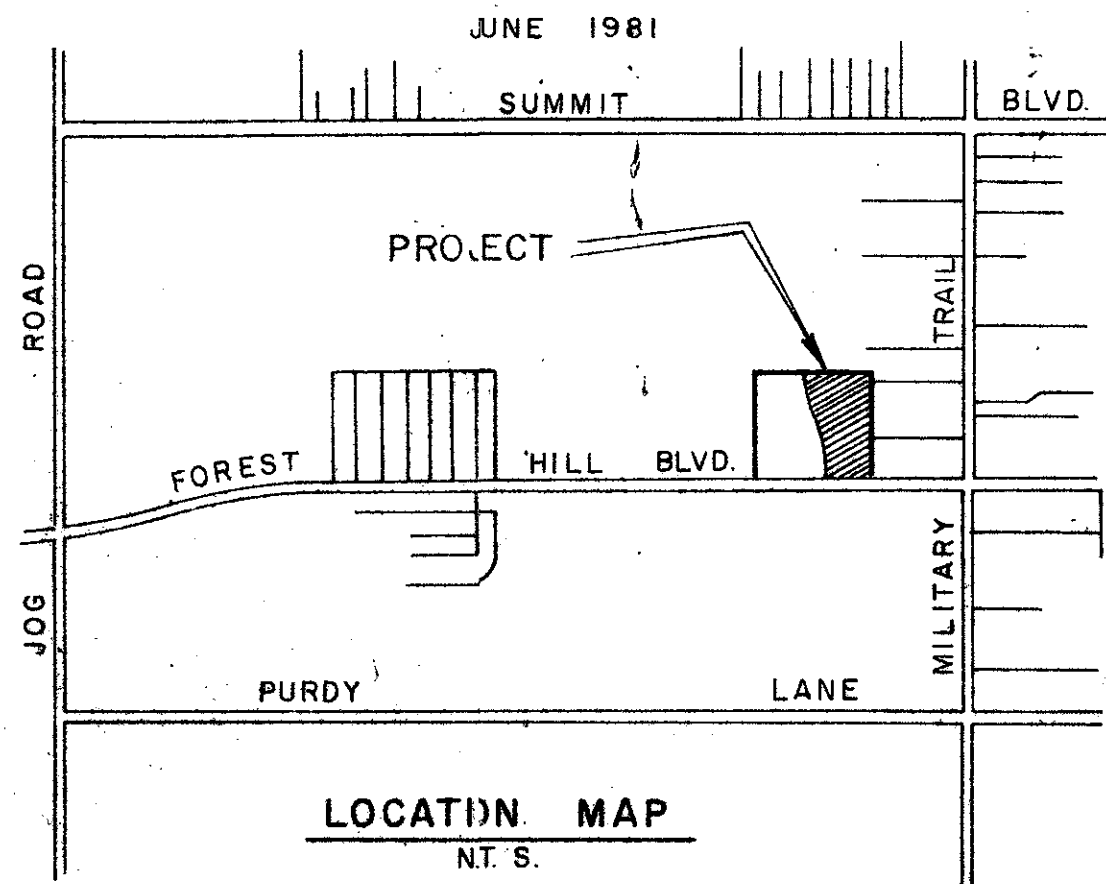 JUNE 1981
SUMMIT BLVD.
PROJECT
JOG ROAD
MILITARY TRAIL
FOREST HILL BLVD.
PURDY LANE
LOCATION MAP
N.T.S.